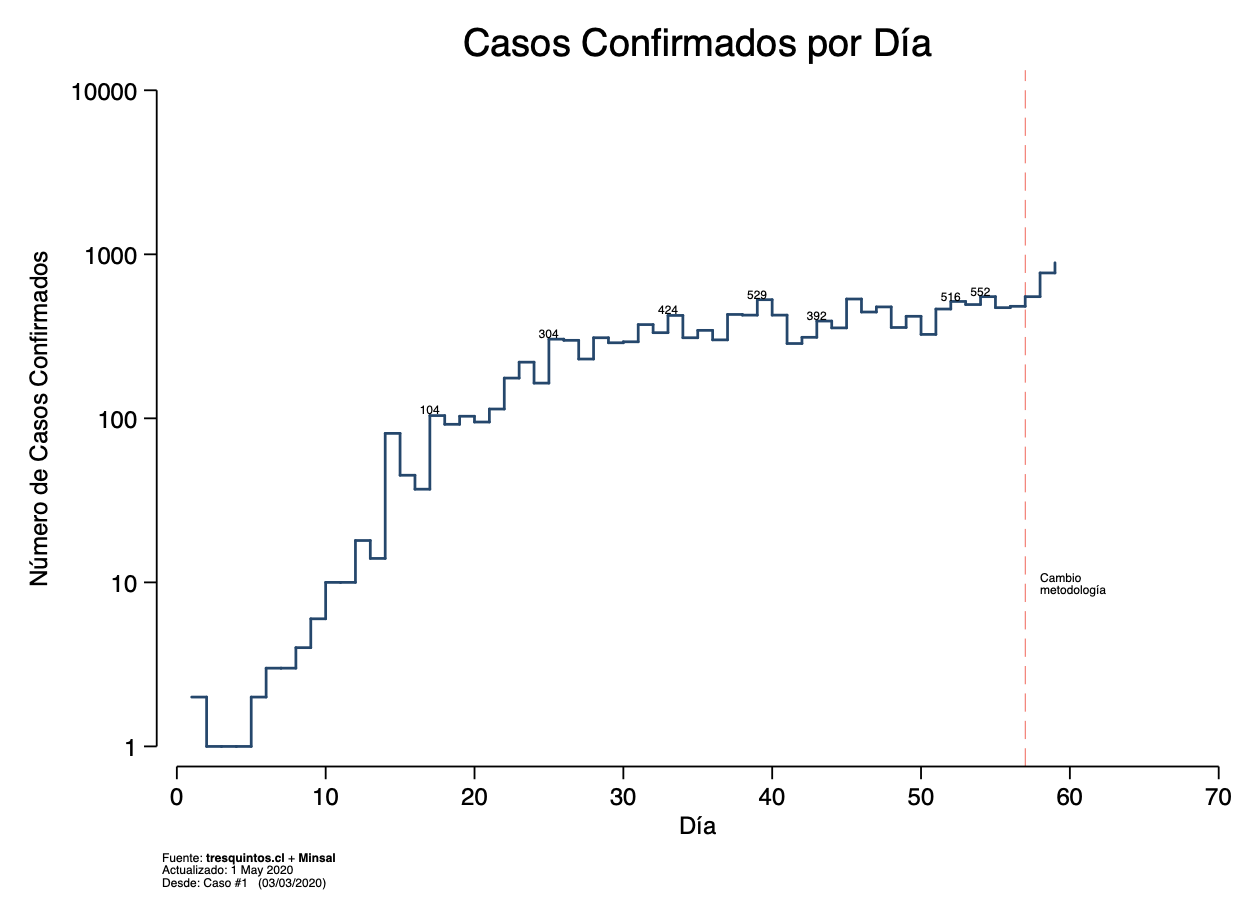 Casos Confirmados por Día
10000
1000
100
10
1
Número de Casos Confirmados
104
304
424
529
392
516
552
Cambio
metodología
0 10 20 30 40 50 60 70
Día
Fuente: tresquintos.cl + Minsal
Actualizado: 1 May 2020
Desde: Caso #1 (03/03/2020)